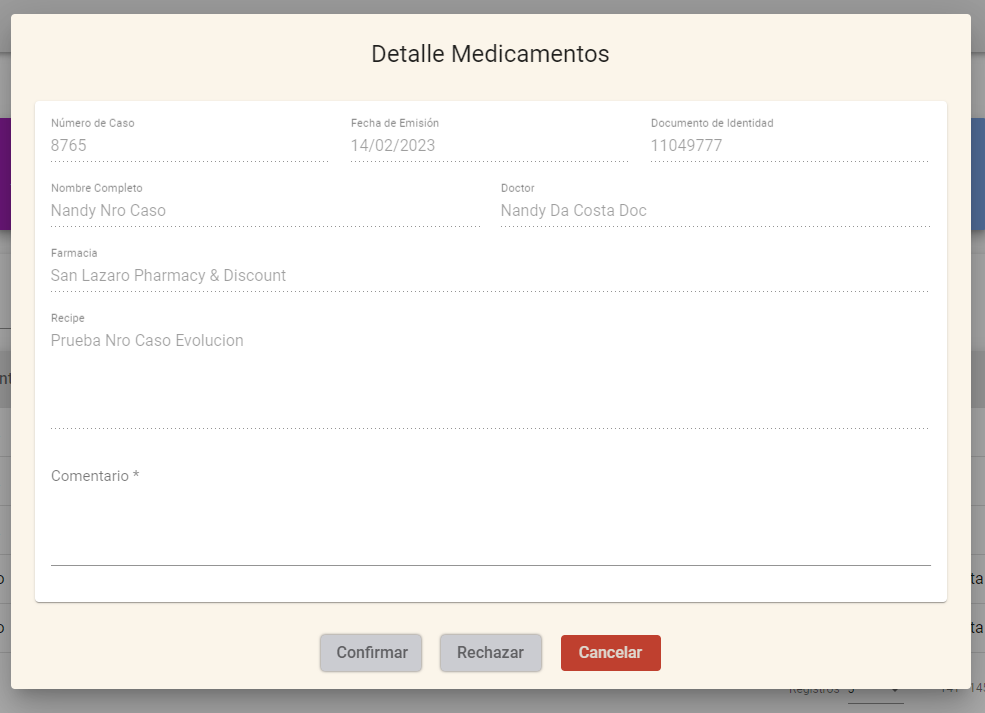 Detalle Medicamentos
Número de Caso Fecha de Emisión Documento de Identidad
8765 14/02/2023 11049777
Nombre Completo Doctor
Nandy Nro Caso Nandy Da Costa Doc
Farmacia
San Lazaro Pharmacy & Discount
Recipe
Prueba Nro Caso Evolucion
Comentario *
Confirmar Rechazar Cancelar